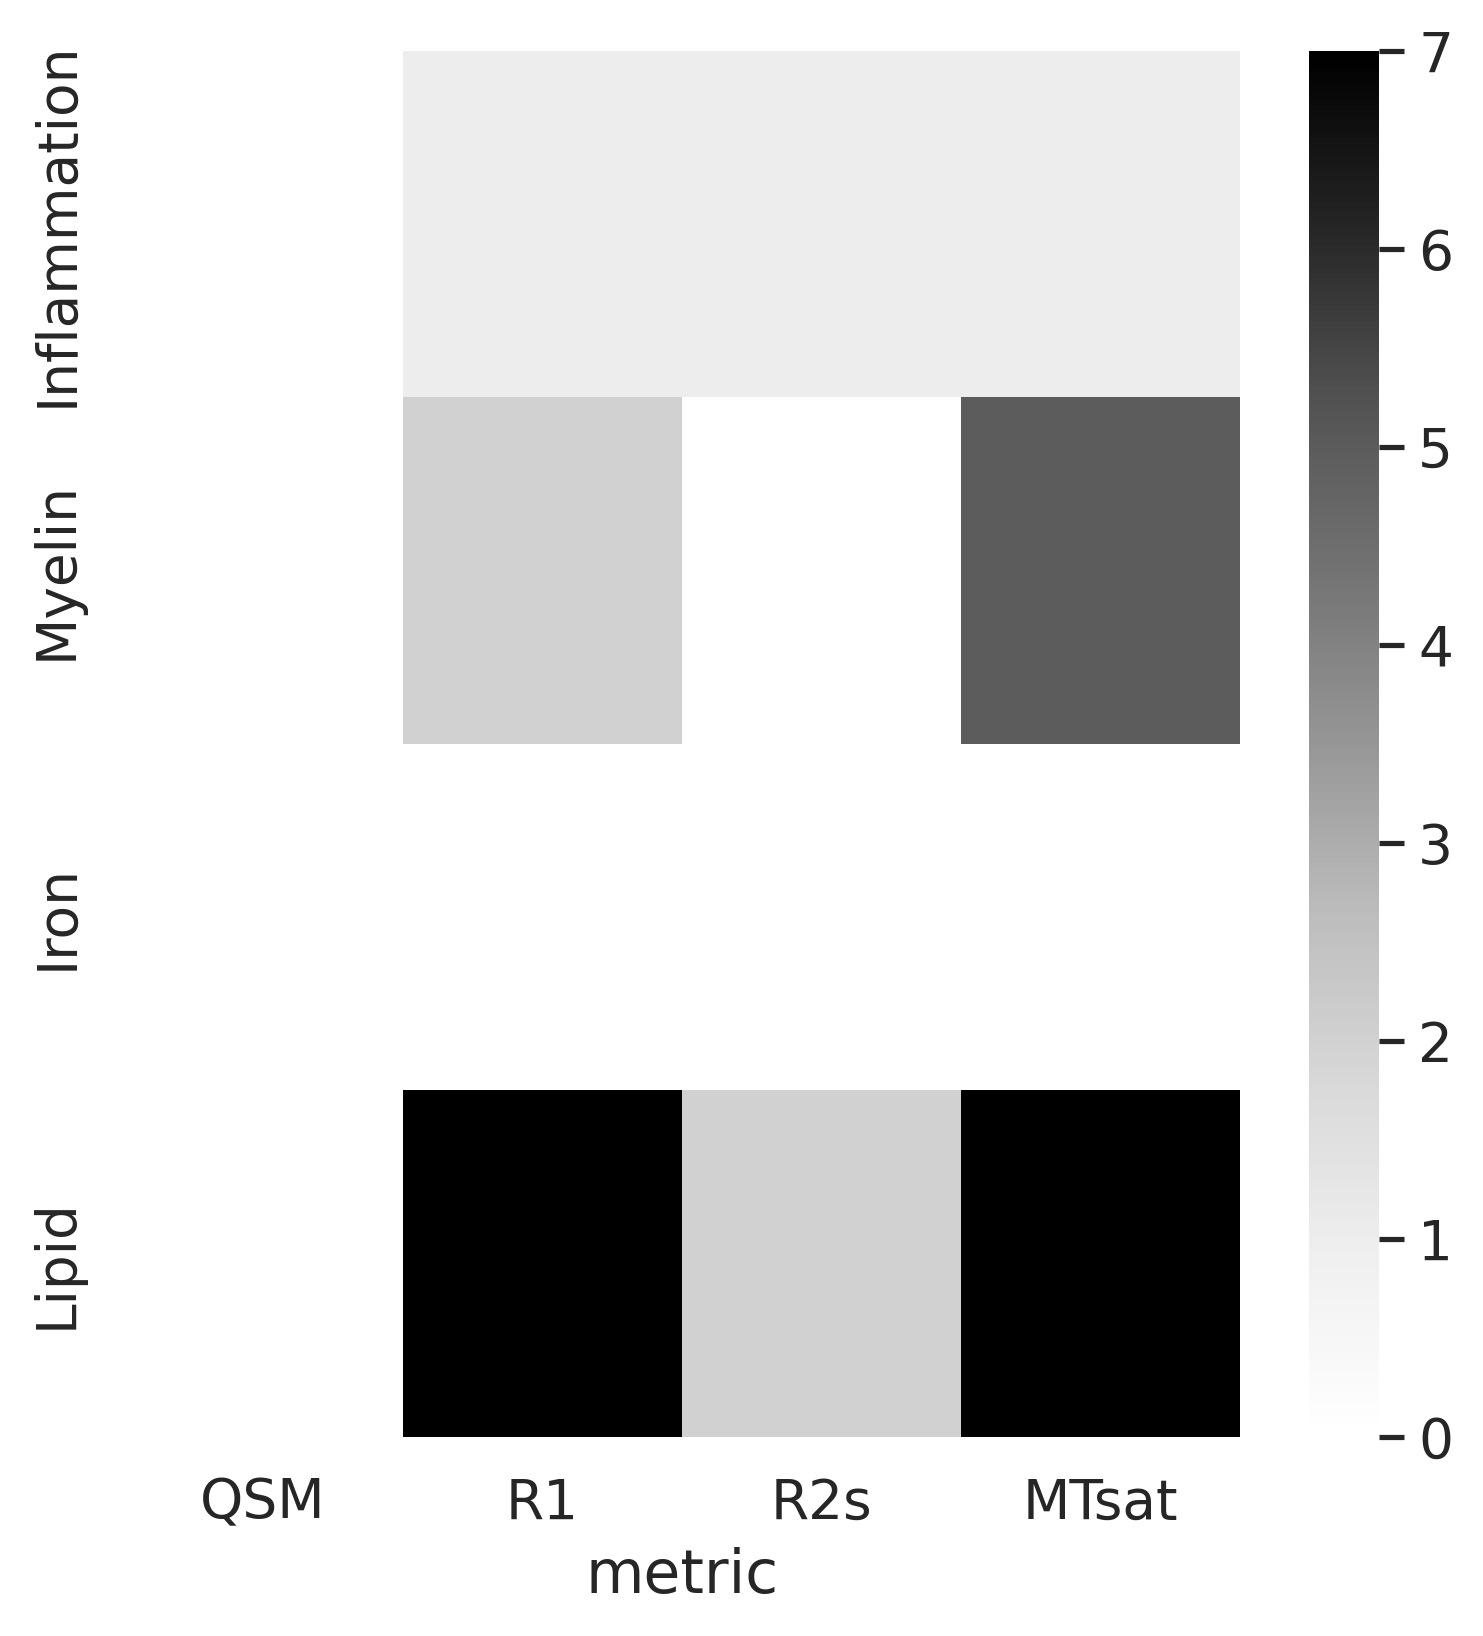 Inflammation
Myelin
Iron
Lipid
QSM R1 R2s MTsat
metric
7
6
5
4
3
2
1
0